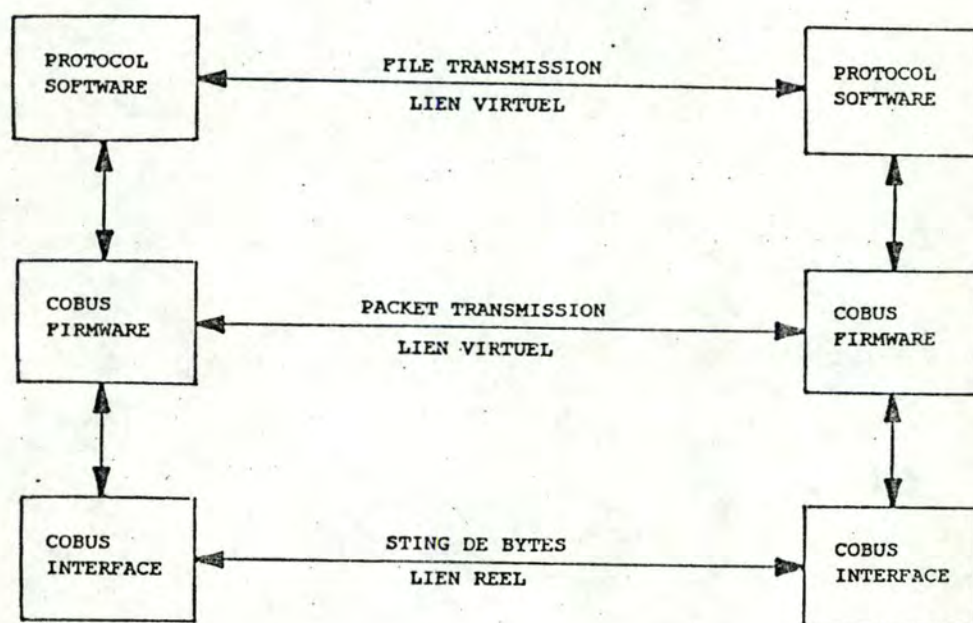 PROTOCOL
SOFTWARE
FILE TRANSMISSION
LIEN VIRTUEL
PROTOCOL
SOFTWARE
COBUS
FIRMWARE
PACKET TRANSMISSION
LIEN VIRTUEL
COBUS
FIRMWARE
COBUS
INTERFACE
STING DE BYTES
LIEN REEL
COBUS
INTERFACE